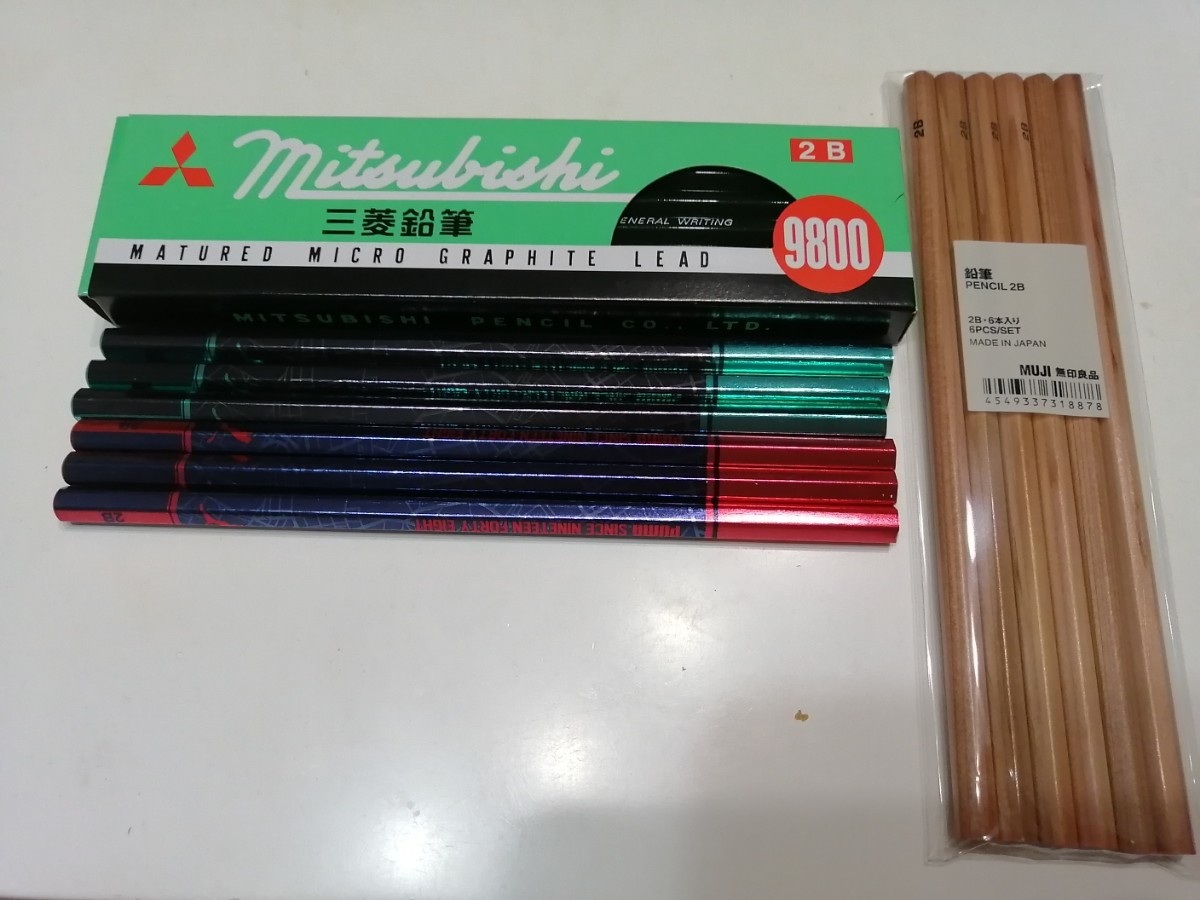 mitsubishi
三菱鉛筆
2B
ENERAL WRITING
9800
MATURED MICRO GRAPHITE LEAD
MITSUBISHI PENCIL CO., LTD.
PUMA SINCE NINETEEN FORTY EIGHT
2B
2B
2B
2B
2B
鉛筆
PENCIL 2B
2B・6本入り
6PCS/SET
MADE IN JAPAN
MUJI 無印良品
4549337318878